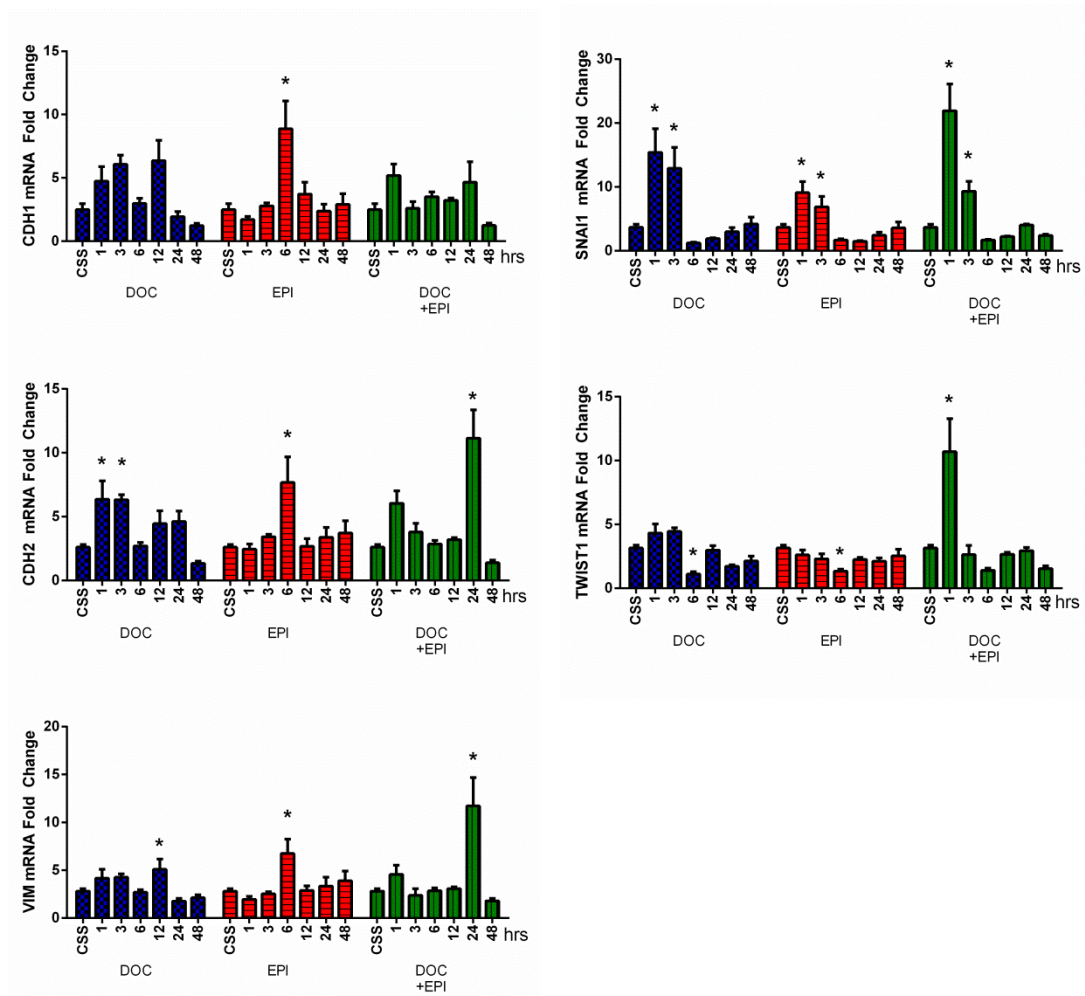 CDH1 mRNA Fold Change
15
10
5
0
*
CSS 1 3 6 12 24 48 CSS 1 3 6 12 24 48 CSS 1 3 6 12 24 48 hrs
DOC EPI DOC
+EPI
SNAI1 mRNA Fold Change
30
20
10
0
* * * * * *
CSS 1 3 6 12 24 48 CSS 1 3 6 12 24 48 CSS 1 3 6 12 24 48 hrs
DOC EPI DOC
+EPI
CDH2 mRNA Fold Change
15
10
5
0
* * * *
CSS 1 3 6 12 24 48 CSS 1 3 6 12 24 48 CSS 1 3 6 12 24 48 hrs
DOC EPI DOC
+EPI
TWIST1 mRNA Fold Change
15
10
5
0
* * *
CSS 1 3 6 12 24 48 CSS 1 3 6 12 24 48 CSS 1 3 6 12 24 48 hrs
DOC EPI DOC
+EPI
VIM mRNA Fold Change
20
15
10
5
0
* * *
CSS 1 3 6 12 24 48 CSS 1 3 6 12 24 48 CSS 1 3 6 12 24 48 hrs
DOC EPI DOC
+EPI